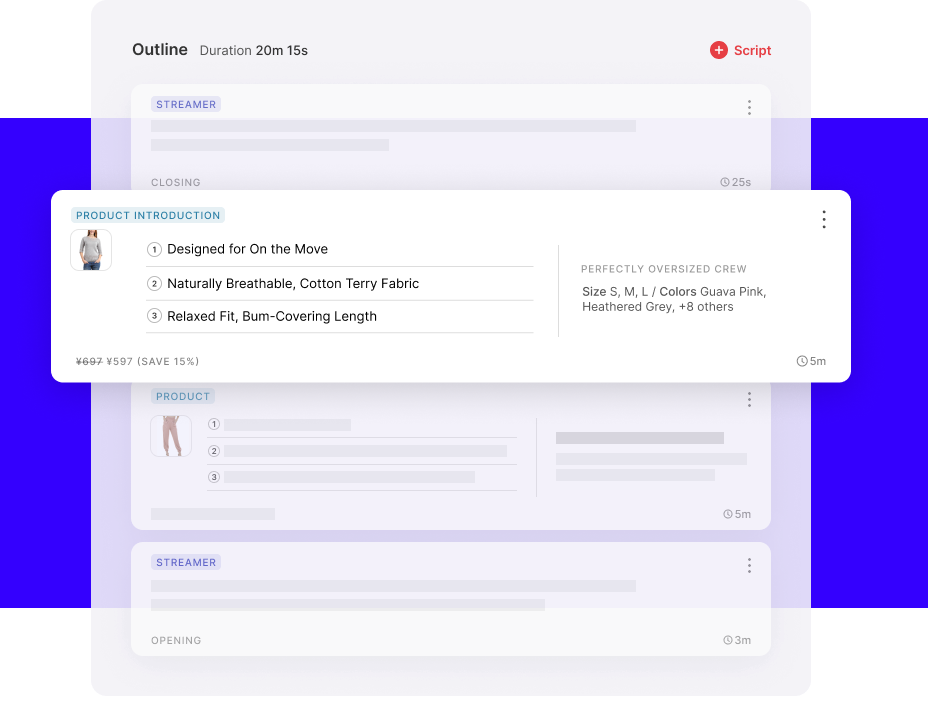 Outline Duration 20m 15s
Script
STREAMER
CLOSING
25s
PRODUCT INTRODUCTION
1 Designed for On the Move
2 Naturally Breathable, Cotton Terry Fabric
3 Relaxed Fit, Bum-Covering Length
PERFECTLY OVERSIZED CREW
Size S, M, L / Colors Guava Pink,
Heathered Grey, +8 others
¥697 ¥597 (SAVE 15%)
5m
PRODUCT
1
2
3
5m
STREAMER
OPENING
3m